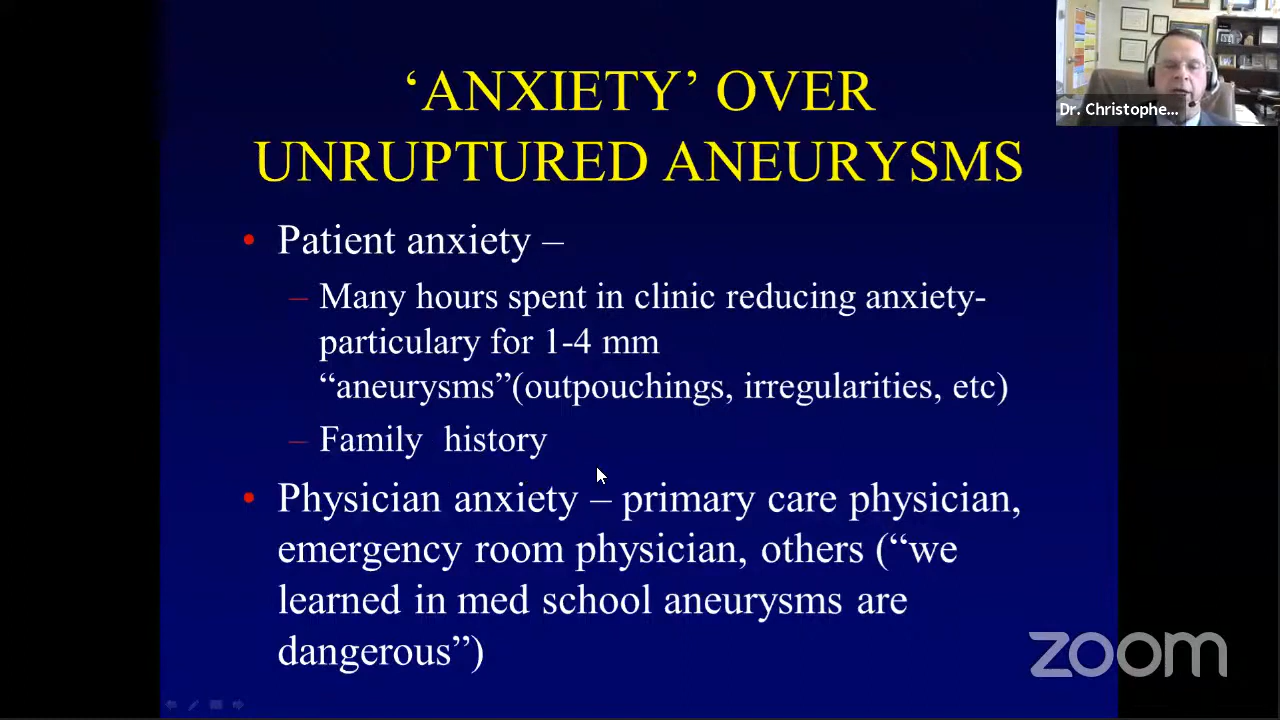 ‘ANXIETY’ OVER
UNRUPTURED ANEURYSMS
• Patient anxiety –
– Many hours spent in clinic reducing anxiety-
particulary for 1-4 mm
“aneurysms”(outpouchings, irregularities, etc)
– Family history
• Physician anxiety – primary care physician,
emergency room physician, others (“we
learned in med school aneurysms are
dangerous”)
Dr. Christophe...
zoom